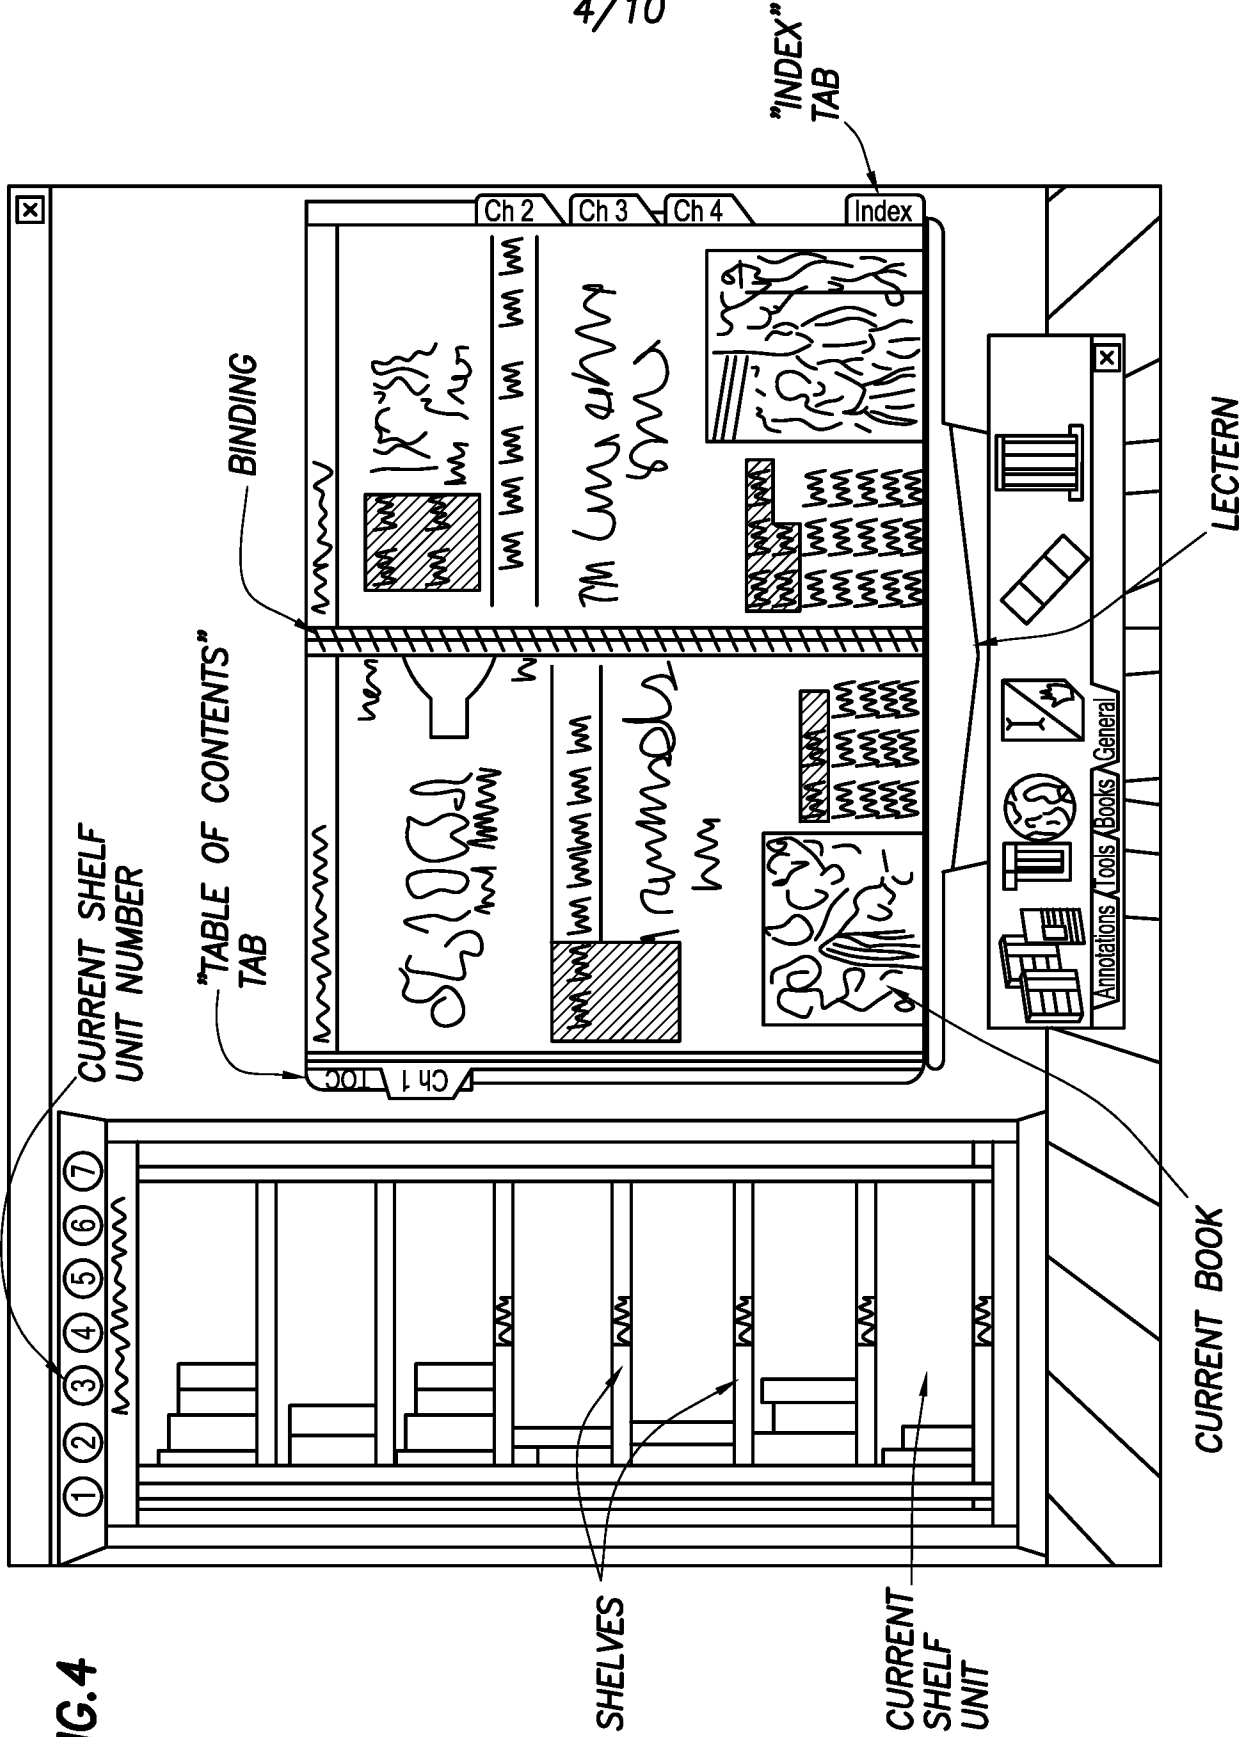 4/10
CURRENT SHELF
UNIT NUMBER
"TABLE OF CONTENTS"
TAB
BINDING
"INDEX"
TAB
1 2 3 4 5 6 7
TOC
Ch 1
Ch 2
Ch 3
Ch 4
Index
Annotations
Tools
Books
General
SHELVES
CURRENT
SHELF
UNIT
CURRENT BOOK
LECTERN
IG.4